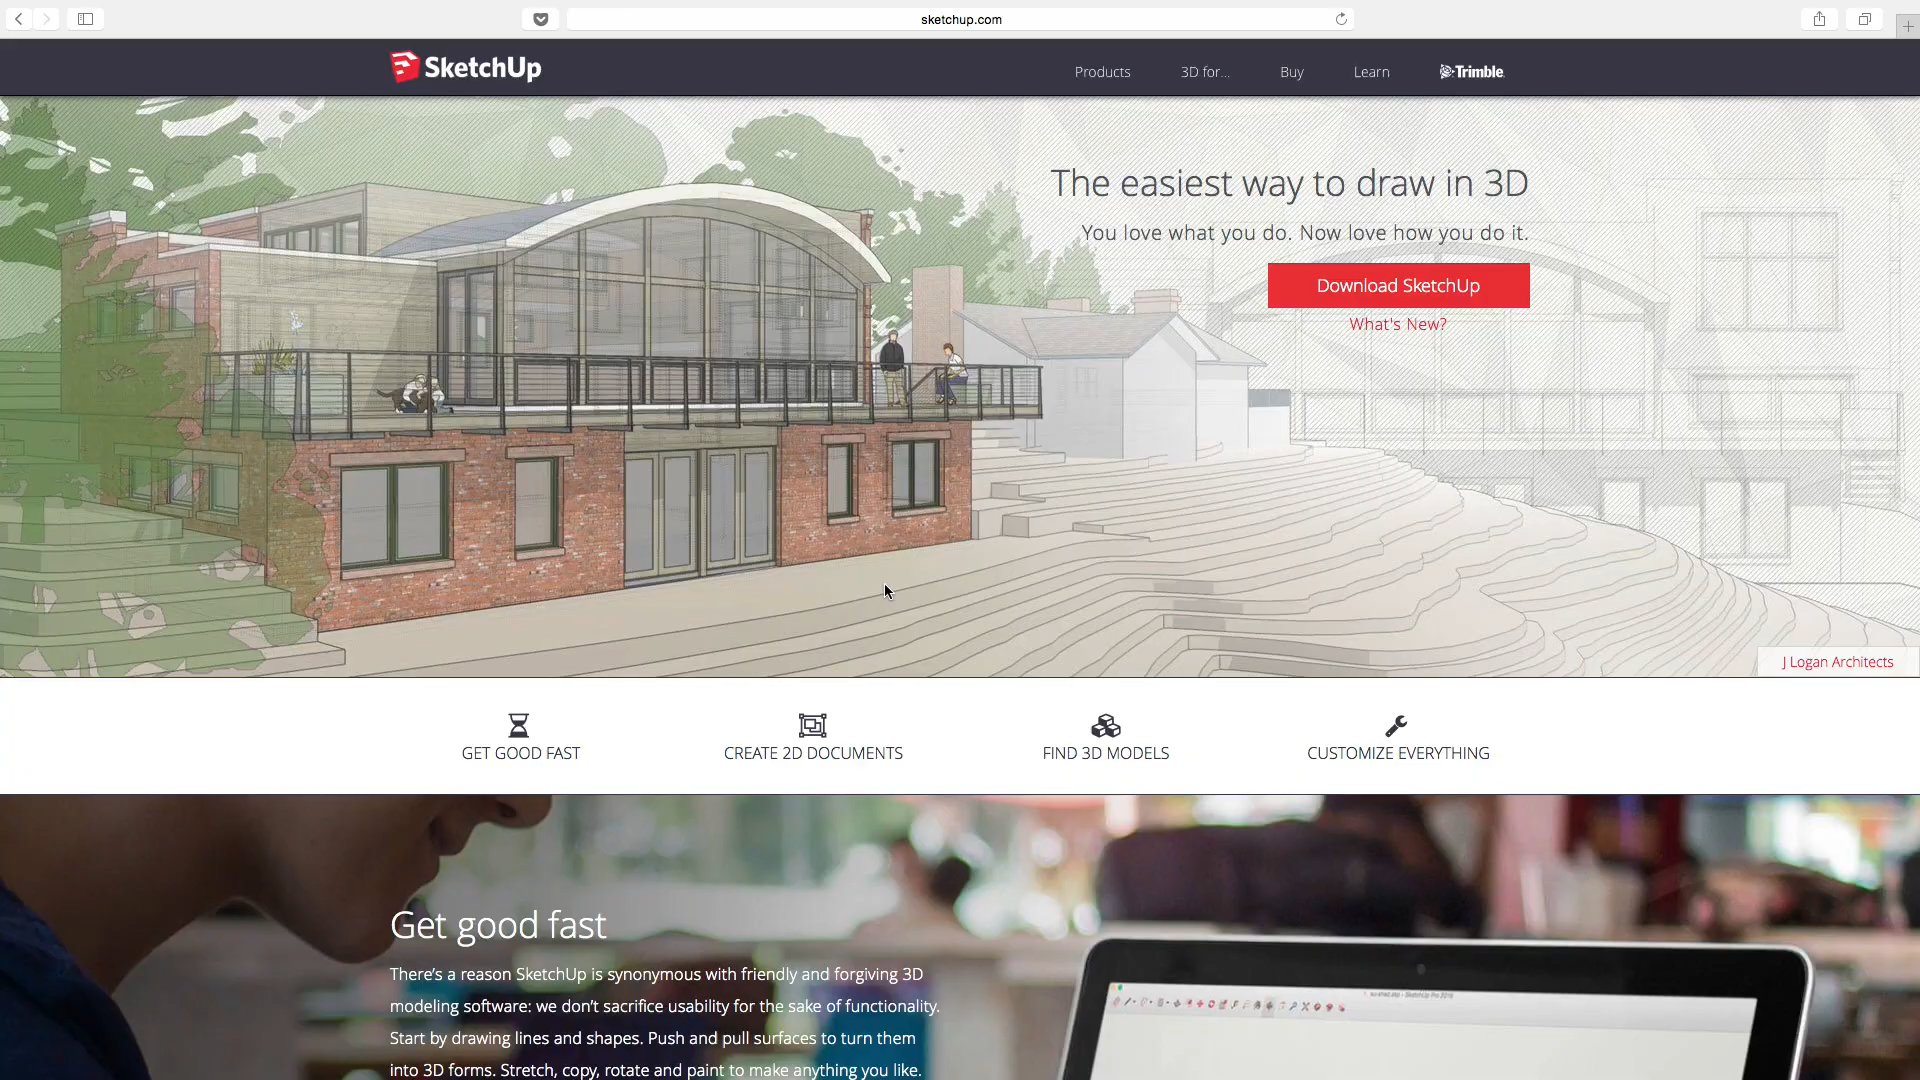 sketchup.com
SketchUp
Products
3D for...
Buy
Learn
Trimble
The easiest way to draw in 3D
You love what you do. Now love how you do it.
Download SketchUp
What's New?
J Logan Architects
GET GOOD FAST
CREATE 2D DOCUMENTS
FIND 3D MODELS
CUSTOMIZE EVERYTHING
Get good fast
There's a reason SketchUp is synonymous with friendly and forgiving 3D
modeling software: we don't sacrifice usability for the sake of functionality.
Start by drawing lines and shapes. Push and pull surfaces to turn them
into 3D forms. Stretch, copy, rotate and paint to make anything you like.